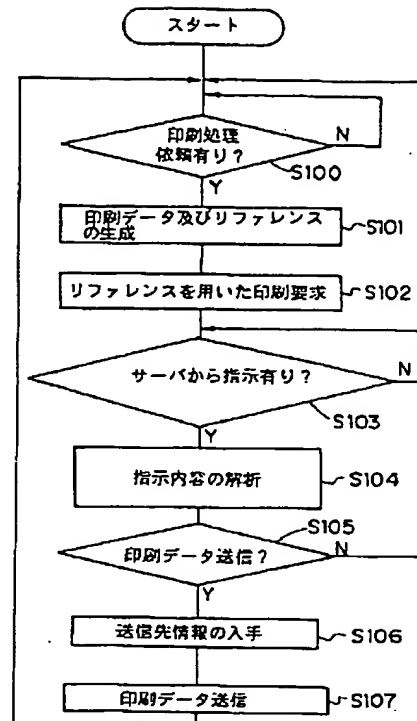 スタート
印刷処理
依頼有り？
N
S100
Y
印刷データ及びリファレンス
の生成
S101
リファレンスを用いた印刷要求
S102
サーバから指示有り？
N
S103
Y
指示内容の解析
S104
S105
印刷データ送信？
N
Y
送信先情報の入手
S106
印刷データ送信
S107